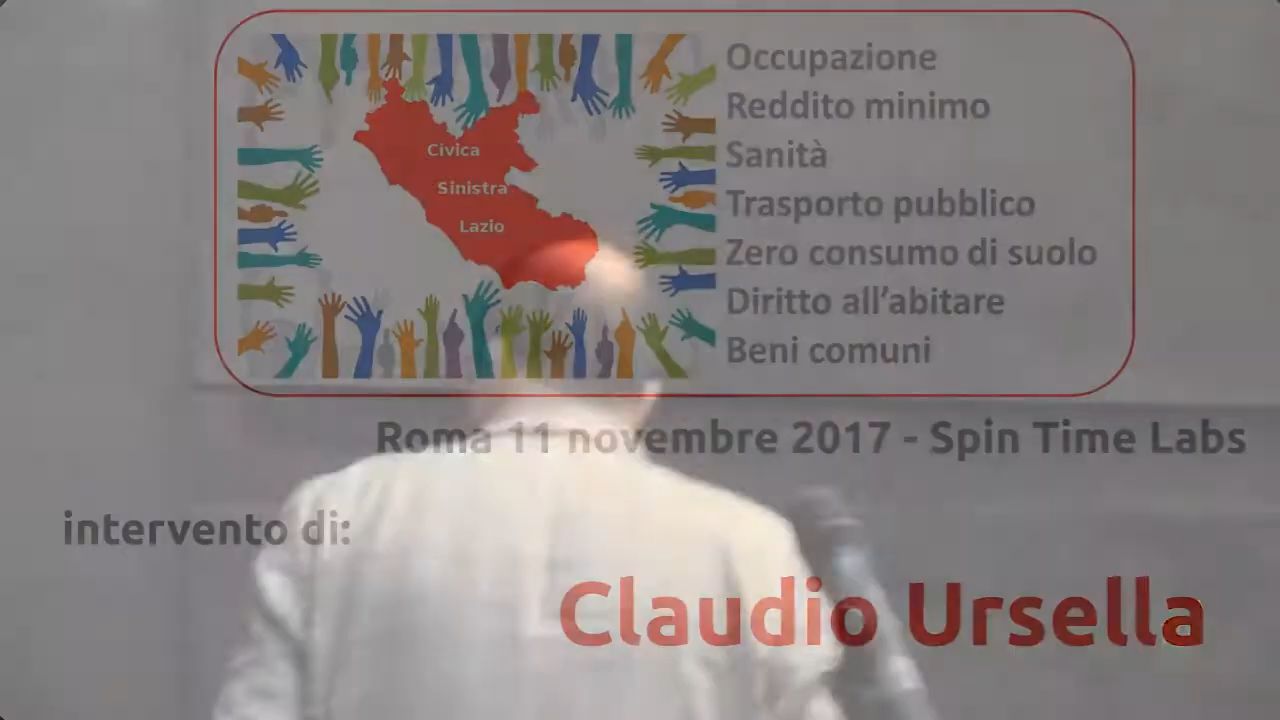 Civica
Sinistra
Lazio
Occupazione
Reddito minimo
Sanità
Trasporto pubblico
Zero consumo di suolo
Diritto all’abitare
Beni comuni
Roma 11 novembre 2017 - Spin Time Labs
intervento di:
Claudio Ursella